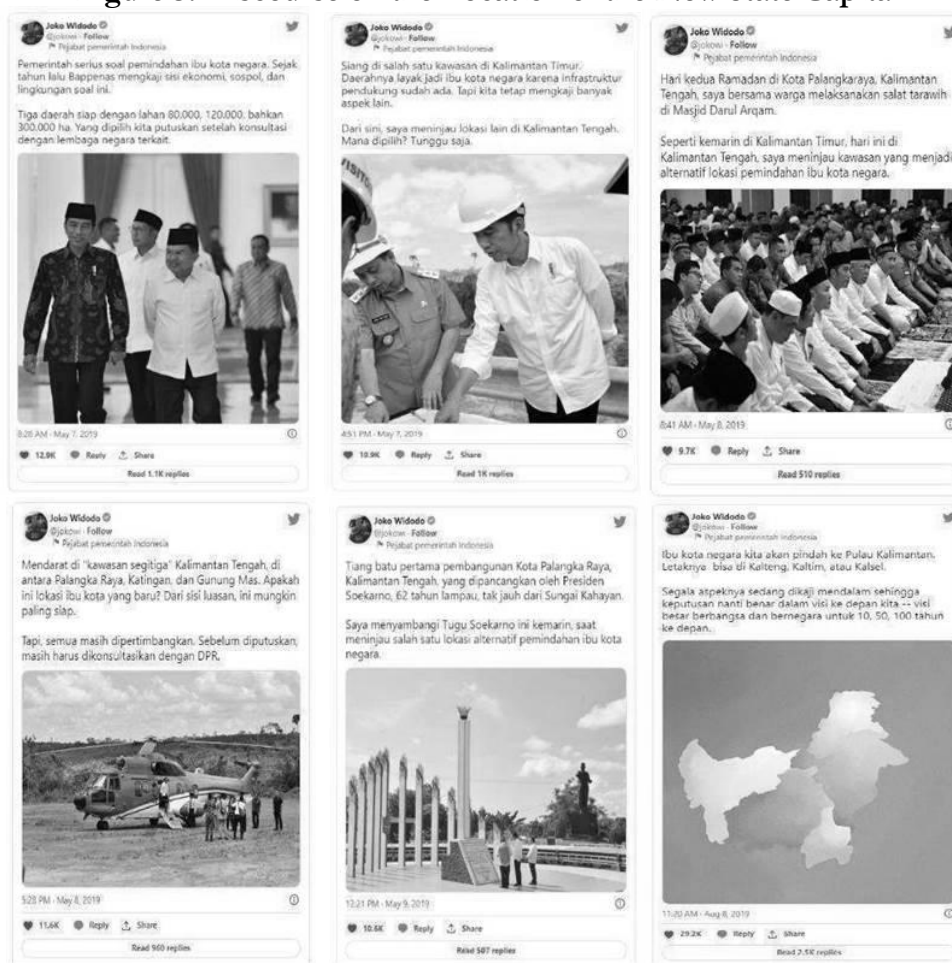 Joko Widodo
@jokowi · Follow
Pejabat pemerintah Indonesia
Pemerintah serius soal pemindahan ibu kota negara. Sejak
tahun lalu Bappenas mengkaji sisi ekonomi, sospol, dan
lingkungan soal ini.
Tiga daerah siap dengan lahan 80.000, 120.000, bahkan
300.000 ha. Yang dipilih kita putuskan setelah konsultasi
dengan lembaga negara terkait.
8:28 AM · May 7, 2019
12.9K Reply Share
Read 1.1K replies
Joko Widodo
@jokowi · Follow
Pejabat pemerintah Indonesia
Siang di salah satu kawasan di Kalimantan Timur.
Daerahnya layak jadi ibu kota negara karena infrastruktur
pendukung sudah ada. Tapi kita tetap mengkaji banyak
aspek lain.
Dari sini, saya meninjau lokasi lain di Kalimantan Tengah.
Mana dipilih? Tunggu saja.
VISITO
4:51 PM · May 7, 2019
10.9K Reply Share
Read 1K replies
Joko Widodo
@jokowi · Follow
Pejabat pemerintah Indonesia
Hari kedua Ramadan di Kota Palangkaraya, Kalimantan
Tengah, saya bersama warga melaksanakan salat tarawih
di Masjid Darul Arqam.
Seperti kemarin di Kalimantan Timur, hari ini di
Kalimantan Tengah, saya meninjau kawasan yang menjadi
alternatif lokasi pemindahan ibu kota negara.
8:41 AM · May 8, 2019
9.7K Reply Share
Read 510 replies
Joko Widodo
@jokowi · Follow
Pejabat pemerintah Indonesia
Mendarat di "kawasan segitiga" Kalimantan Tengah, di
antara Palangka Raya, Katingan, dan Gunung Mas. Apakah
ini lokasi ibu kota yang baru? Dari sisi luasan, ini mungkin
paling siap.
Tapi, semua masih dipertimbangkan. Sebelum diputuskan,
masih harus dikonsultasikan dengan DPR.
5:28 PM · May 8, 2019
11.6K Reply Share
Read 960 replies
Joko Widodo
@jokowi · Follow
Pejabat pemerintah Indonesia
Tiang batu pertama pembangunan Kota Palangka Raya,
Kalimantan Tengah, yang dipancangkan oleh Presiden
Soekarno, 62 tahun lampau, tak jauh dari Sungai Kahayan.
Saya menyambangi Tugu Soekarno ini kemarin, saat
meninjau salah satu lokasi alternatif pemindahan ibu kota
negara.
12:21 PM · May 9, 2019
10.6K Reply Share
Read 507 replies
Joko Widodo
@jokowi · Follow
Pejabat pemerintah Indonesia
Ibu kota negara kita akan pindah ke Pulau Kalimantan.
Letaknya bisa di Kalteng, Kaltim, atau Kalsel.
Segala aspeknya sedang dikaji mendalam sehingga
keputusan nanti benar dalam visi ke depan kita -- visi
besar berbangsa dan bernegara untuk 10, 50, 100 tahun
ke depan.
11:20 AM · Aug 8, 2019
29.2K Reply Share
Read 2.5K replies